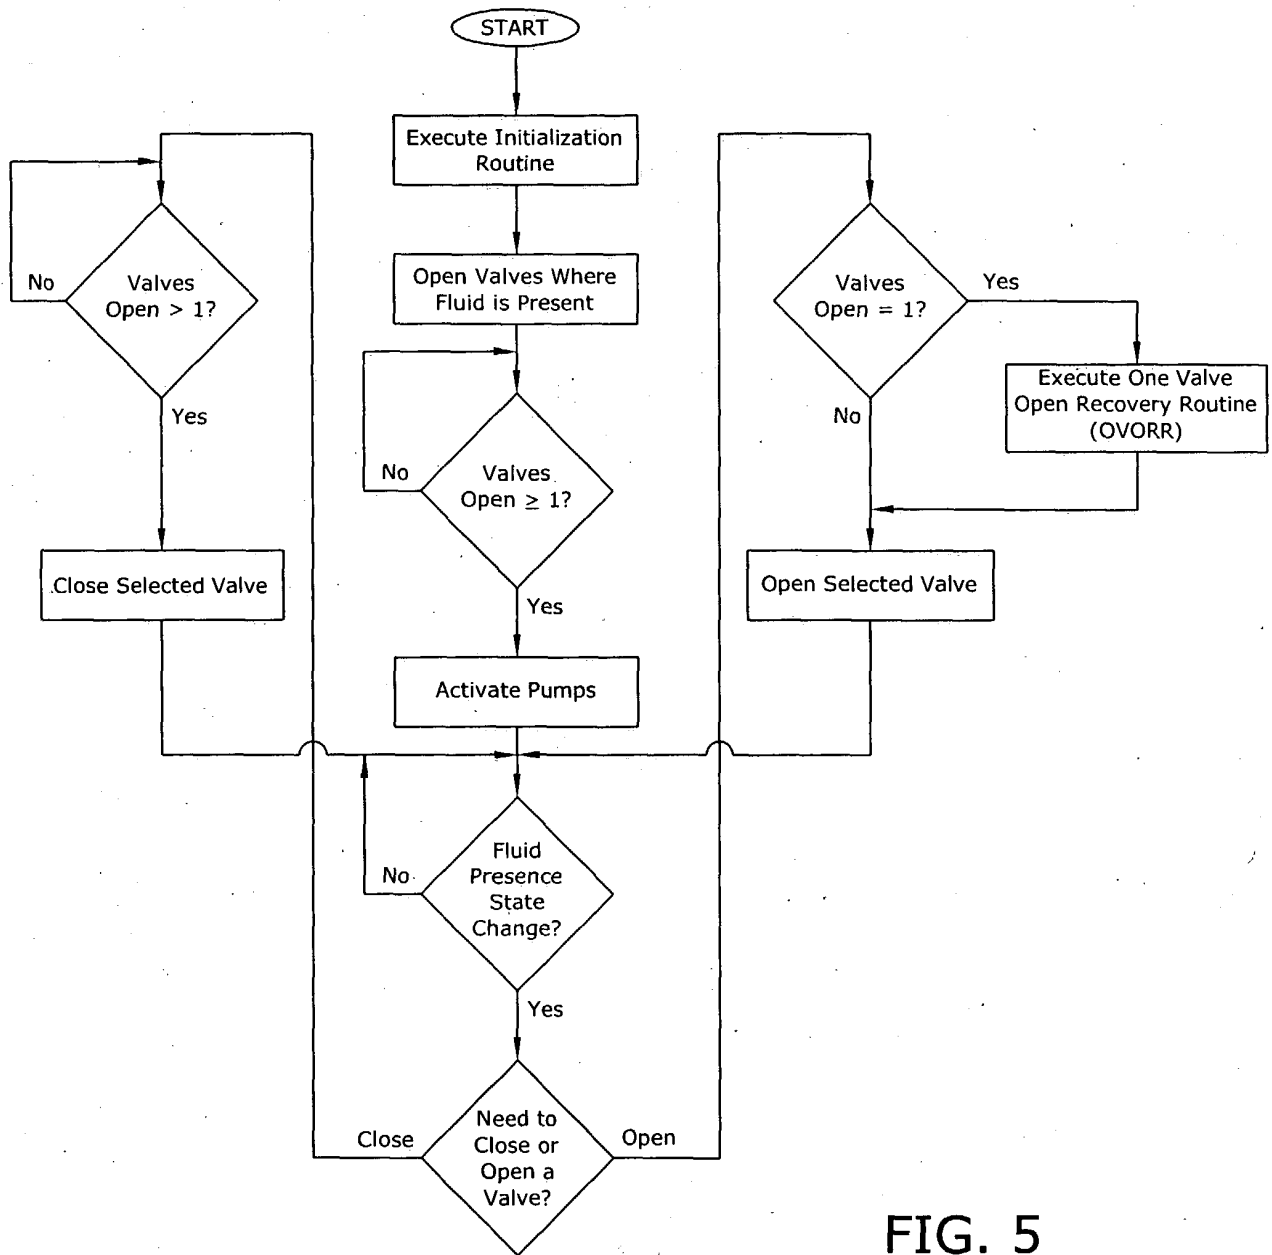 START
Execute Initialization
Routine
Open Valves Where
Fluid is Present
No
Valves
Open > 1?
Yes
Close Selected Valve
No
Valves
Open ≥ 1?
Yes
Activate Pumps
Valves
Open = 1?
Yes
No
Execute One Valve
Open Recovery Routine
(OVORR)
Open Selected Valve
No
Fluid
Presence
State
Change?
Yes
Close
Need to
Close or
Open a
Valve?
Open
FIG. 5